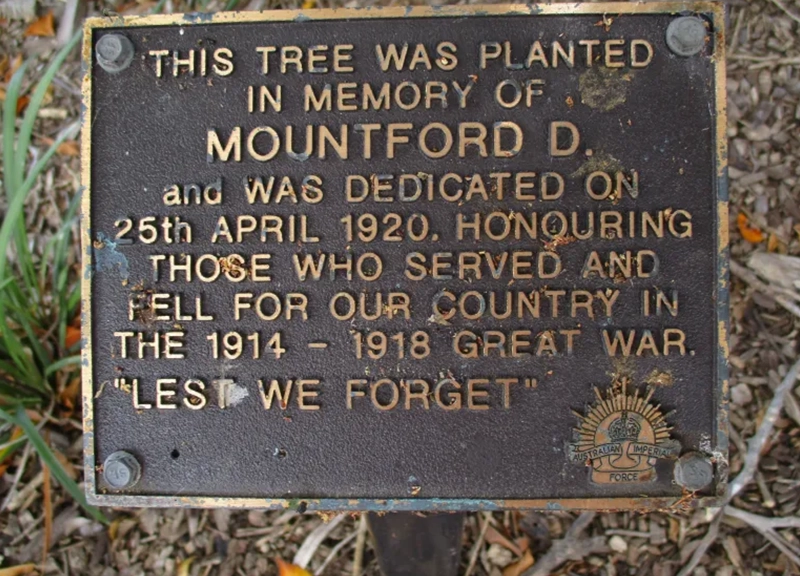 THIS TREE WAS PLANTED
IN MEMORY OF
MOUNTFORD D.
and WAS DEDICATED ON
25th APRIL 1920. HONOURING
THOSE WHO SERVED AND
FELL FOR OUR COUNTRY IN
THE 1914 - 1918 GREAT WAR.
"LEST WE FORGET"
AUSTRALIAN IMPERIAL
FORCE